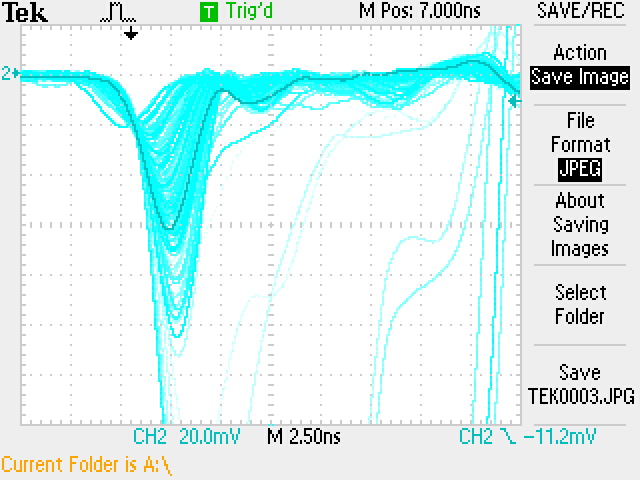 Tek Trig'd M Pos: 7.000ns SAVE/REC
Action
Save Image
File
Format
JPEG
About
Saving
Images
Select
Folder
Save
TEK0003.JPG
2
T
CH2 20.0mV M 2.50ns CH2 -11.2mV
Current Folder is A:\